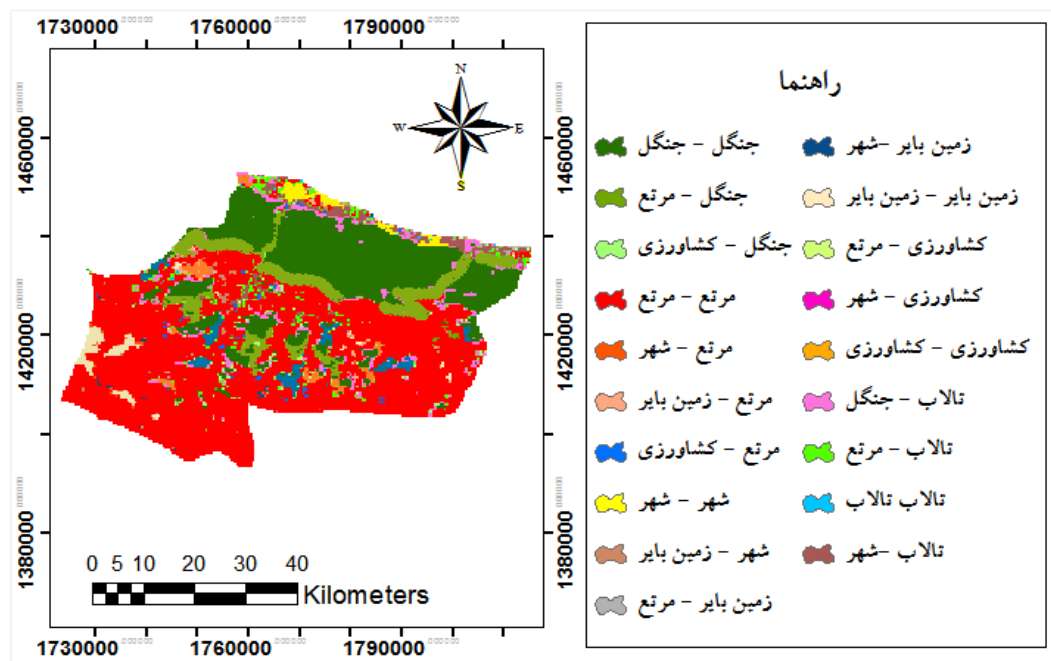 1730000 1760000 1790000
N
W E
S
1460000
1420000
1380000
1460000
1420000
1380000
0 5 10 20 30 40
Kilometers
1730000 1760000 1790000
راهنما
جنگل - جنگل
جنگل - مرتع
جنگل - کشاورزی
مرتع - مرتع
مرتع - شهر
مرتع - زمین بایر
مرتع - کشاورزی
شهر - شهر
شهر - زمین بایر
زمین بایر - مرتع
زمین بایر -شهر
زمین بایر - زمین بایر
کشاورزی - مرتع
کشاورزی - شهر
کشاورزی - کشاورزی
تالاب - جنگل
تالاب - مرتع
تالاب تالاب
تالاب -شهر